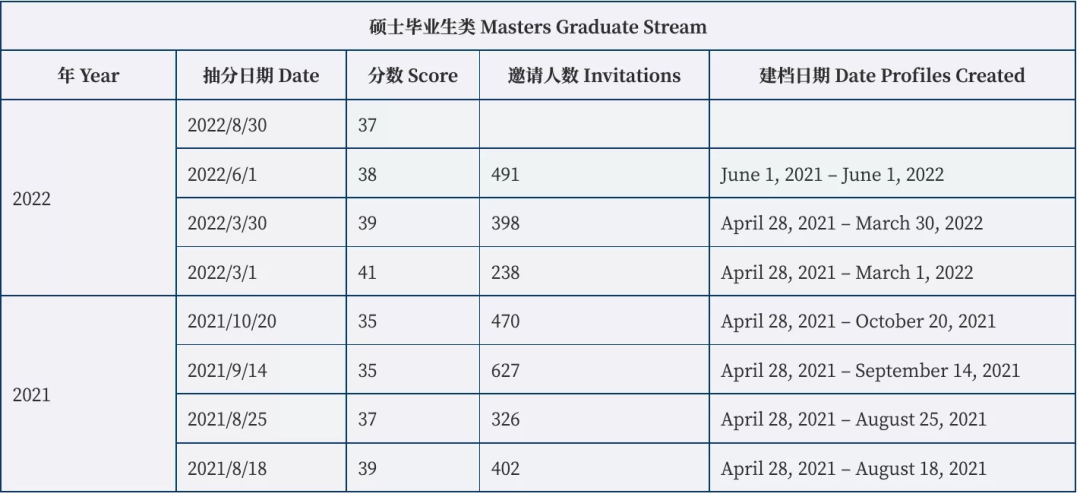 硕士毕业生类 Masters Graduate Stream
年 Year 抽分日期 Date 分数 Score 邀请人数 Invitations 建档日期 Date Profiles Created
2022/8/30 37
2022/6/1 38 491 June 1, 2021 – June 1, 2022
2022
2022/3/30 39 398 April 28, 2021 – March 30, 2022
2022/3/1 41 238 April 28, 2021 – March 1, 2022
2021/10/20 35 470 April 28, 2021 – October 20, 2021
2021/9/14 35 627 April 28, 2021 – September 14, 2021
2021
2021/8/25 37 326 April 28, 2021 – August 25, 2021
2021/8/18 39 402 April 28, 2021 – August 18, 2021